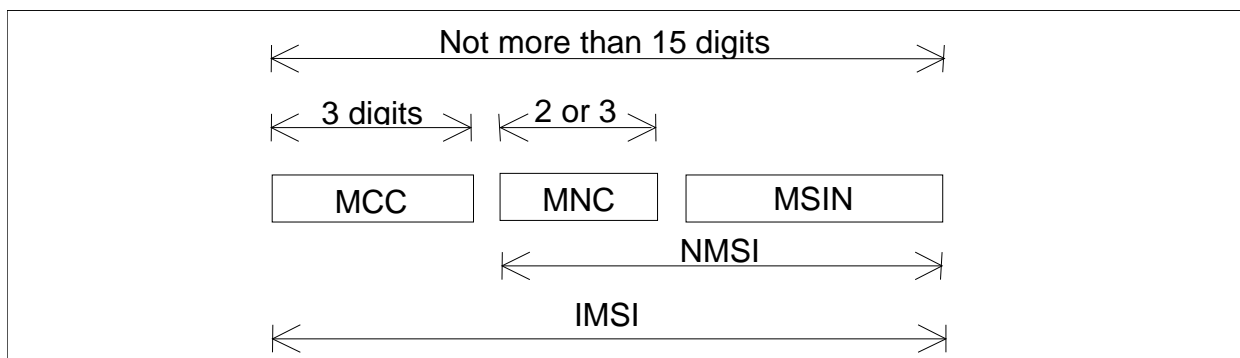 Not more than 15 digits
3 digits
2 or 3
MCC
MNC
MSIN
NMSI
IMSI